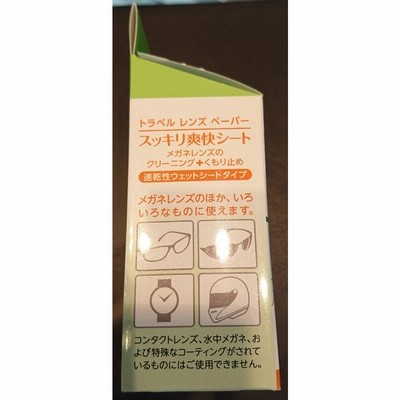 トラベル レンズ ペーパー
スッキリ爽快シート
メガネレンズの
クリーニング+くもり止め
速乾性ウェットシートタイプ
メガネレンズのほか、いろ
いろなものに使えます。
コンタクトレンズ、水中メガネ、お
よび特殊なコーティングがされて
いるものにはご使用できません。